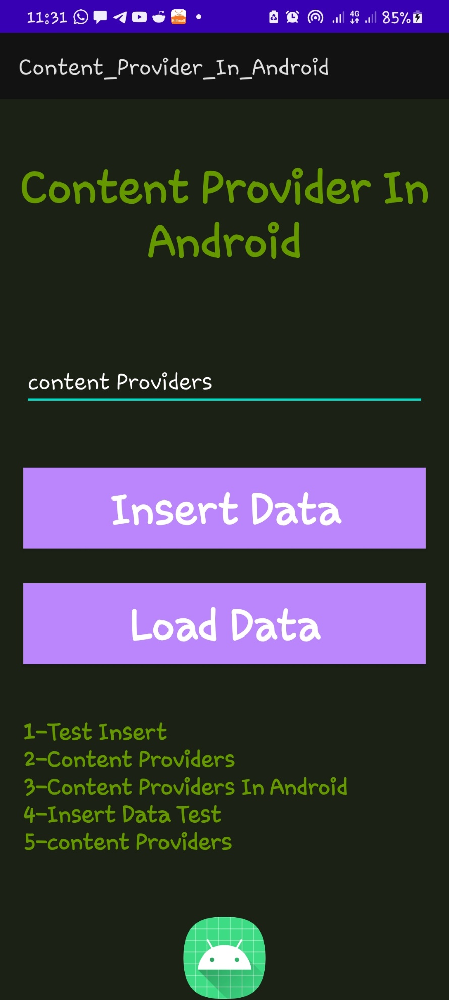 11:31
4G
85%
Content_Provider_In_Android
Content Provider In
Android
content Providers
Insert Data
Load Data
1-Test Insert
2-Content Providers
3-Content Providers In Android
4-Insert Data Test
5-content Providers